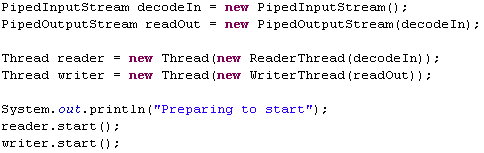 PipedInputStream decodeIn = new PipedInputStream();
PipedOutputStream readOut = new PipedOutputStream(decodeIn);
Thread reader = new Thread(new ReaderThread(decodeIn));
Thread writer = new Thread(new WriterThread(readOut));
System.out.println("Preparing to start");
reader.start();
writer.start();